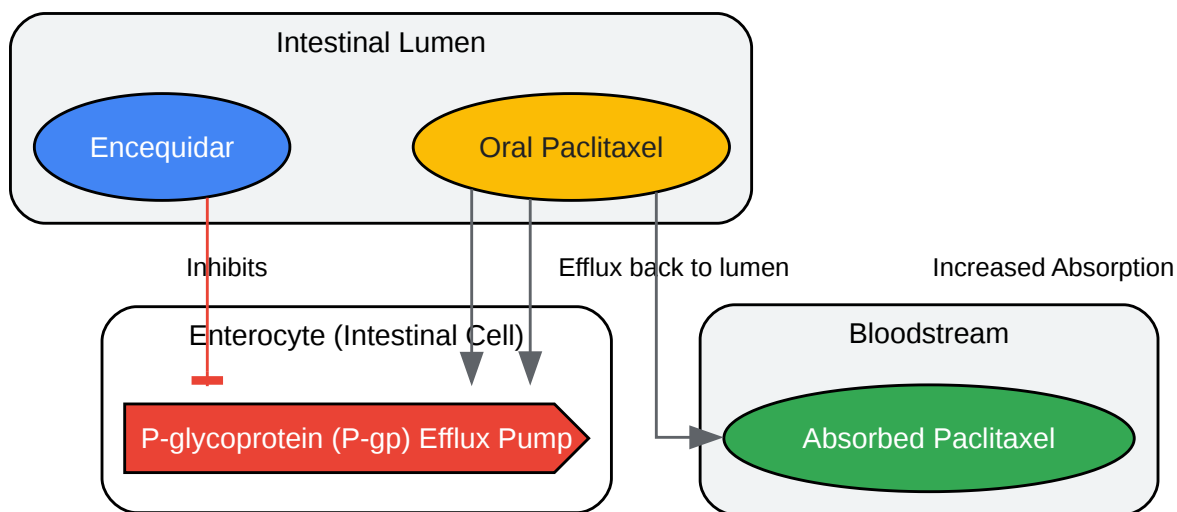 Intestinal Lumen
Encequidar
Oral Paclitaxel
Inhibits
Efflux back to lumen
Increased Absorption
Enterocyte (Intestinal Cell)
Bloodstream
P-glycoprotein (P-gp) Efflux Pump
Absorbed Paclitaxel